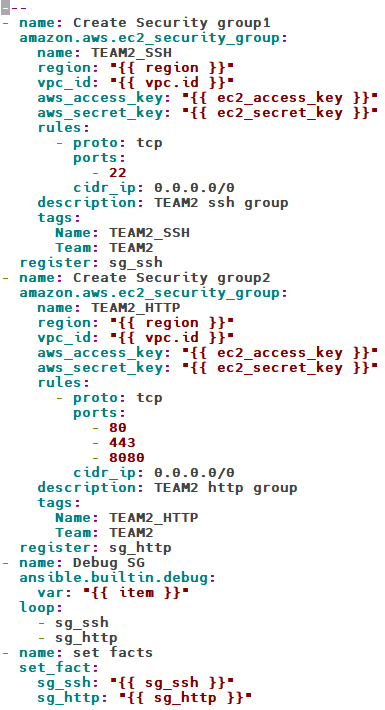 ---
- name: Create Security group1
  amazon.aws.ec2_security_group:
    name: TEAM2_SSH
    region: "{{ region }}"
    vpc_id: "{{ vpc.id }}"
    aws_access_key: "{{ ec2_access_key }}"
    aws_secret_key: "{{ ec2_secret_key }}"
    rules:
      - proto: tcp
        ports:
          - 22
        cidr_ip: 0.0.0.0/0
    description: TEAM2 ssh group
    tags:
      Name: TEAM2_SSH
      Team: TEAM2
  register: sg_ssh
- name: Create Security group2
  amazon.aws.ec2_security_group:
    name: TEAM2_HTTP
    region: "{{ region }}"
    vpc_id: "{{ vpc.id }}"
    aws_access_key: "{{ ec2_access_key }}"
    aws_secret_key: "{{ ec2_secret_key }}"
    rules:
      - proto: tcp
        ports:
          - 80
          - 443
          - 8080
        cidr_ip: 0.0.0.0/0
    description: TEAM2 http group
    tags:
      Name: TEAM2_HTTP
      Team: TEAM2
  register: sg_http
- name: Debug SG
  ansible.builtin.debug:
    var: "{{ item }}"
  loop:
    - sg_ssh
    - sg_http
- name: set facts
  set_fact:
    sg_ssh: "{{ sg_ssh }}"
    sg_http: "{{ sg_http }}"